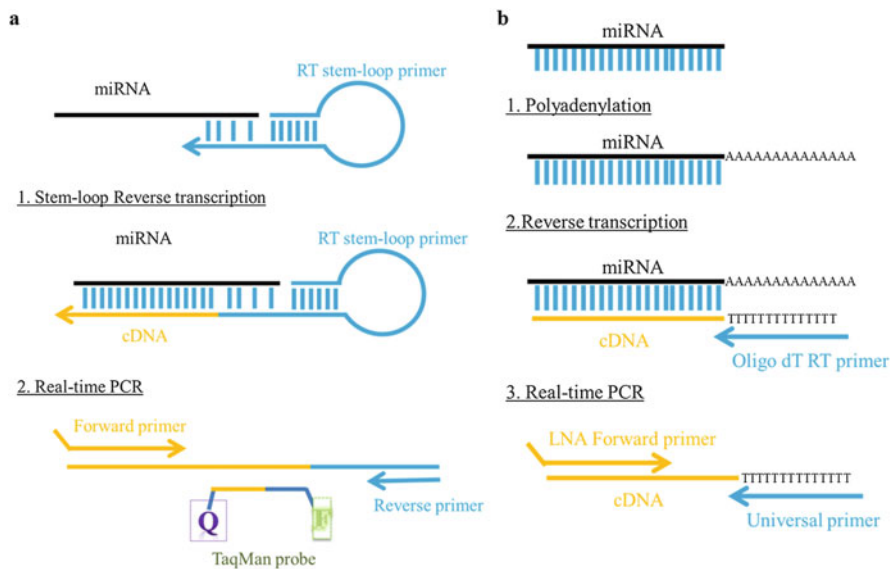 a
miRNA
RT stem-loop primer
1. Stem-loop Reverse transcription
miRNA
RT stem-loop primer
cDNA
2. Real-time PCR
Forward primer
Reverse primer
Q
F
TaqMan probe
b
miRNA
1. Polyadenylation
miRNA
AAAAAAAAAAAAAA
2.Reverse transcription
miRNA
AAAAAAAAAAAAAA
TTTTTTTTTTTTTT
cDNA
Oligo dT RT primer
3. Real-time PCR
LNA Forward primer
TTTTTTTTTTTTTT
cDNA
Universal primer